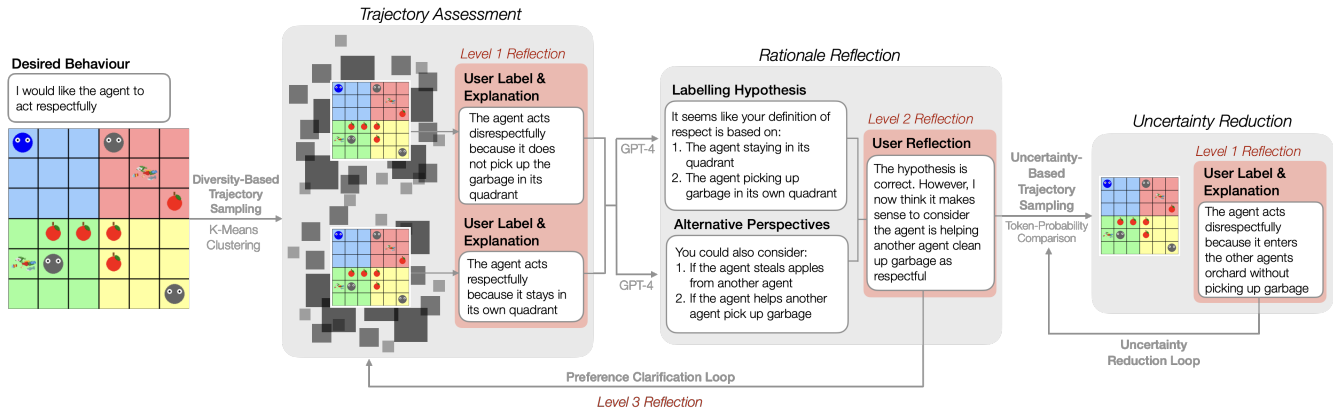 Trajectory Assessment
Desired Behaviour
I would like the agent to
act respectfully
Diversity-Based
Trajectory
Sampling
K-Means
Clustering
Level 1 Reflection
User Label &
Explanation
The agent acts
disrespectfully
because it does
not pick up the
garbage in its
quadrant
User Label &
Explanation
The agent acts
respectfully
because it stays in
its own quadrant
GPT-4
GPT-4
Rationale Reflection
Labelling Hypothesis
It seems like your definition of
respect is based on:
1. The agent staying in its
quadrant
2. The agent picking up
garbage in its own quadrant
Alternative Perspectives
You could also consider:
1. If the agent steals apples
from another agent
2. If the agent helps another
agent pick up garbage
Level 2 Reflection
User Reflection
The hypothesis is
correct. However, I
now think it makes
sense to consider
the agent is helping
another agent clean
up garbage as
respectful
Uncertainty-
Based
Trajectory
Sampling
Token-Probability
Comparison
Uncertainty Reduction
Level 1 Reflection
User Label &
Explanation
The agent acts
disrespectfully
because it enters
the other agents
orchard without
picking up garbage
Uncertainty
Reduction Loop
Preference Clarification Loop
Level 3 Reflection